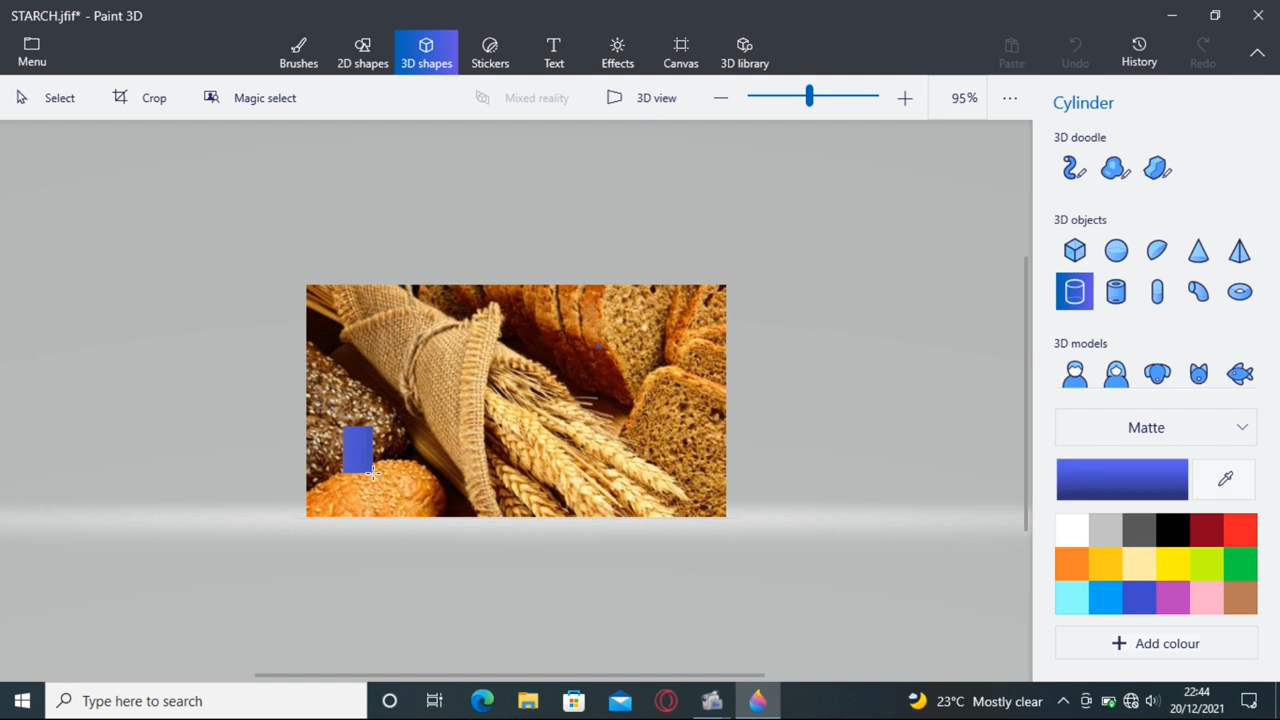 STARCH.jfif* - Paint 3D
Menu
Brushes
2D shapes
3D shapes
Stickers
Text
Effects
Canvas
3D library
Paste
Undo
History
Redo
Select
Crop
Magic select
Mixed reality
3D view
95%
Cylinder
3D doodle
3D objects
3D models
Matte
Add colour
Type here to search
23°C Mostly clear
22:44
20/12/2021